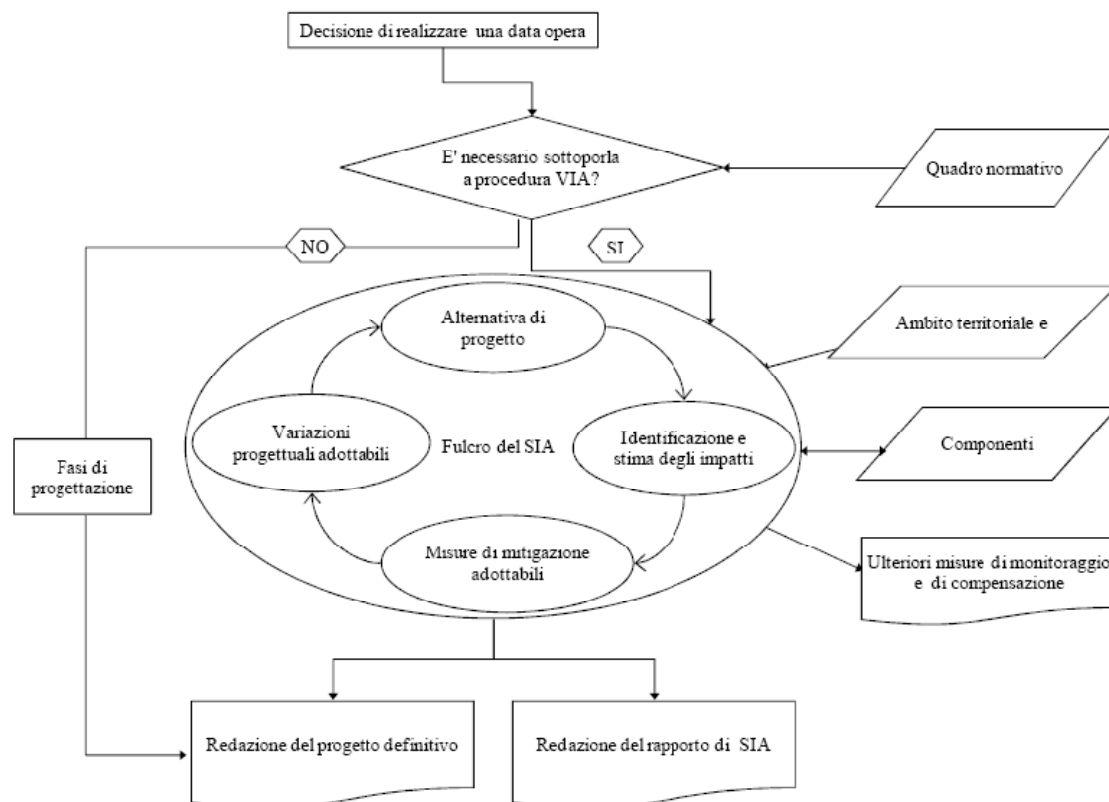 Decisione di realizzare una data opera
E' necessario sottoporla
a procedura VIA?
Quadro normativo
NO
SI
Alternativa di
progetto
Ambito territoriale e
Variazioni
progettuali adottabili
Fulcro del SIA
Identificazione e
stima degli impatti
Componenti
Fasi di
progettazione
Misure di mitigazione
adottabili
Ulteriori misure di monitoraggio
e di compensazione
Redazione del progetto definitivo
Redazione del rapporto di SIA